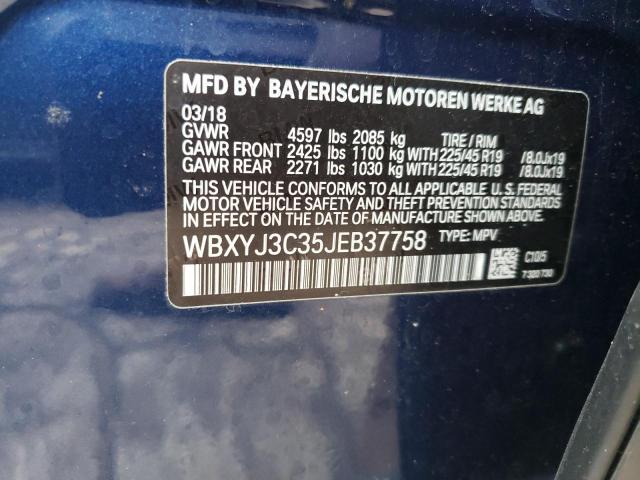 MFD BY BAYERISCHE MOTOREN WERKE AG
03/18
GVWR 4597 lbs 2085 kg TIRE / RIM
GAWR FRONT 2425 lbs 1100 kg WITH 225/45 R19 /8.0Jx19
GAWR REAR 2271 lbs 1030 kg WITH 225/45 R19 /8.0Jx19
THIS VEHICLE CONFORMS TO ALL APPLICABLE U.S. FEDERAL
MOTOR VEHICLE SAFETY AND THEFT PREVENTION STANDARDS
IN EFFECT ON THE DATE OF MANUFACTURE SHOWN ABOVE.
WBXYJ3C35JEB37758 TYPE: MPV
C10/5